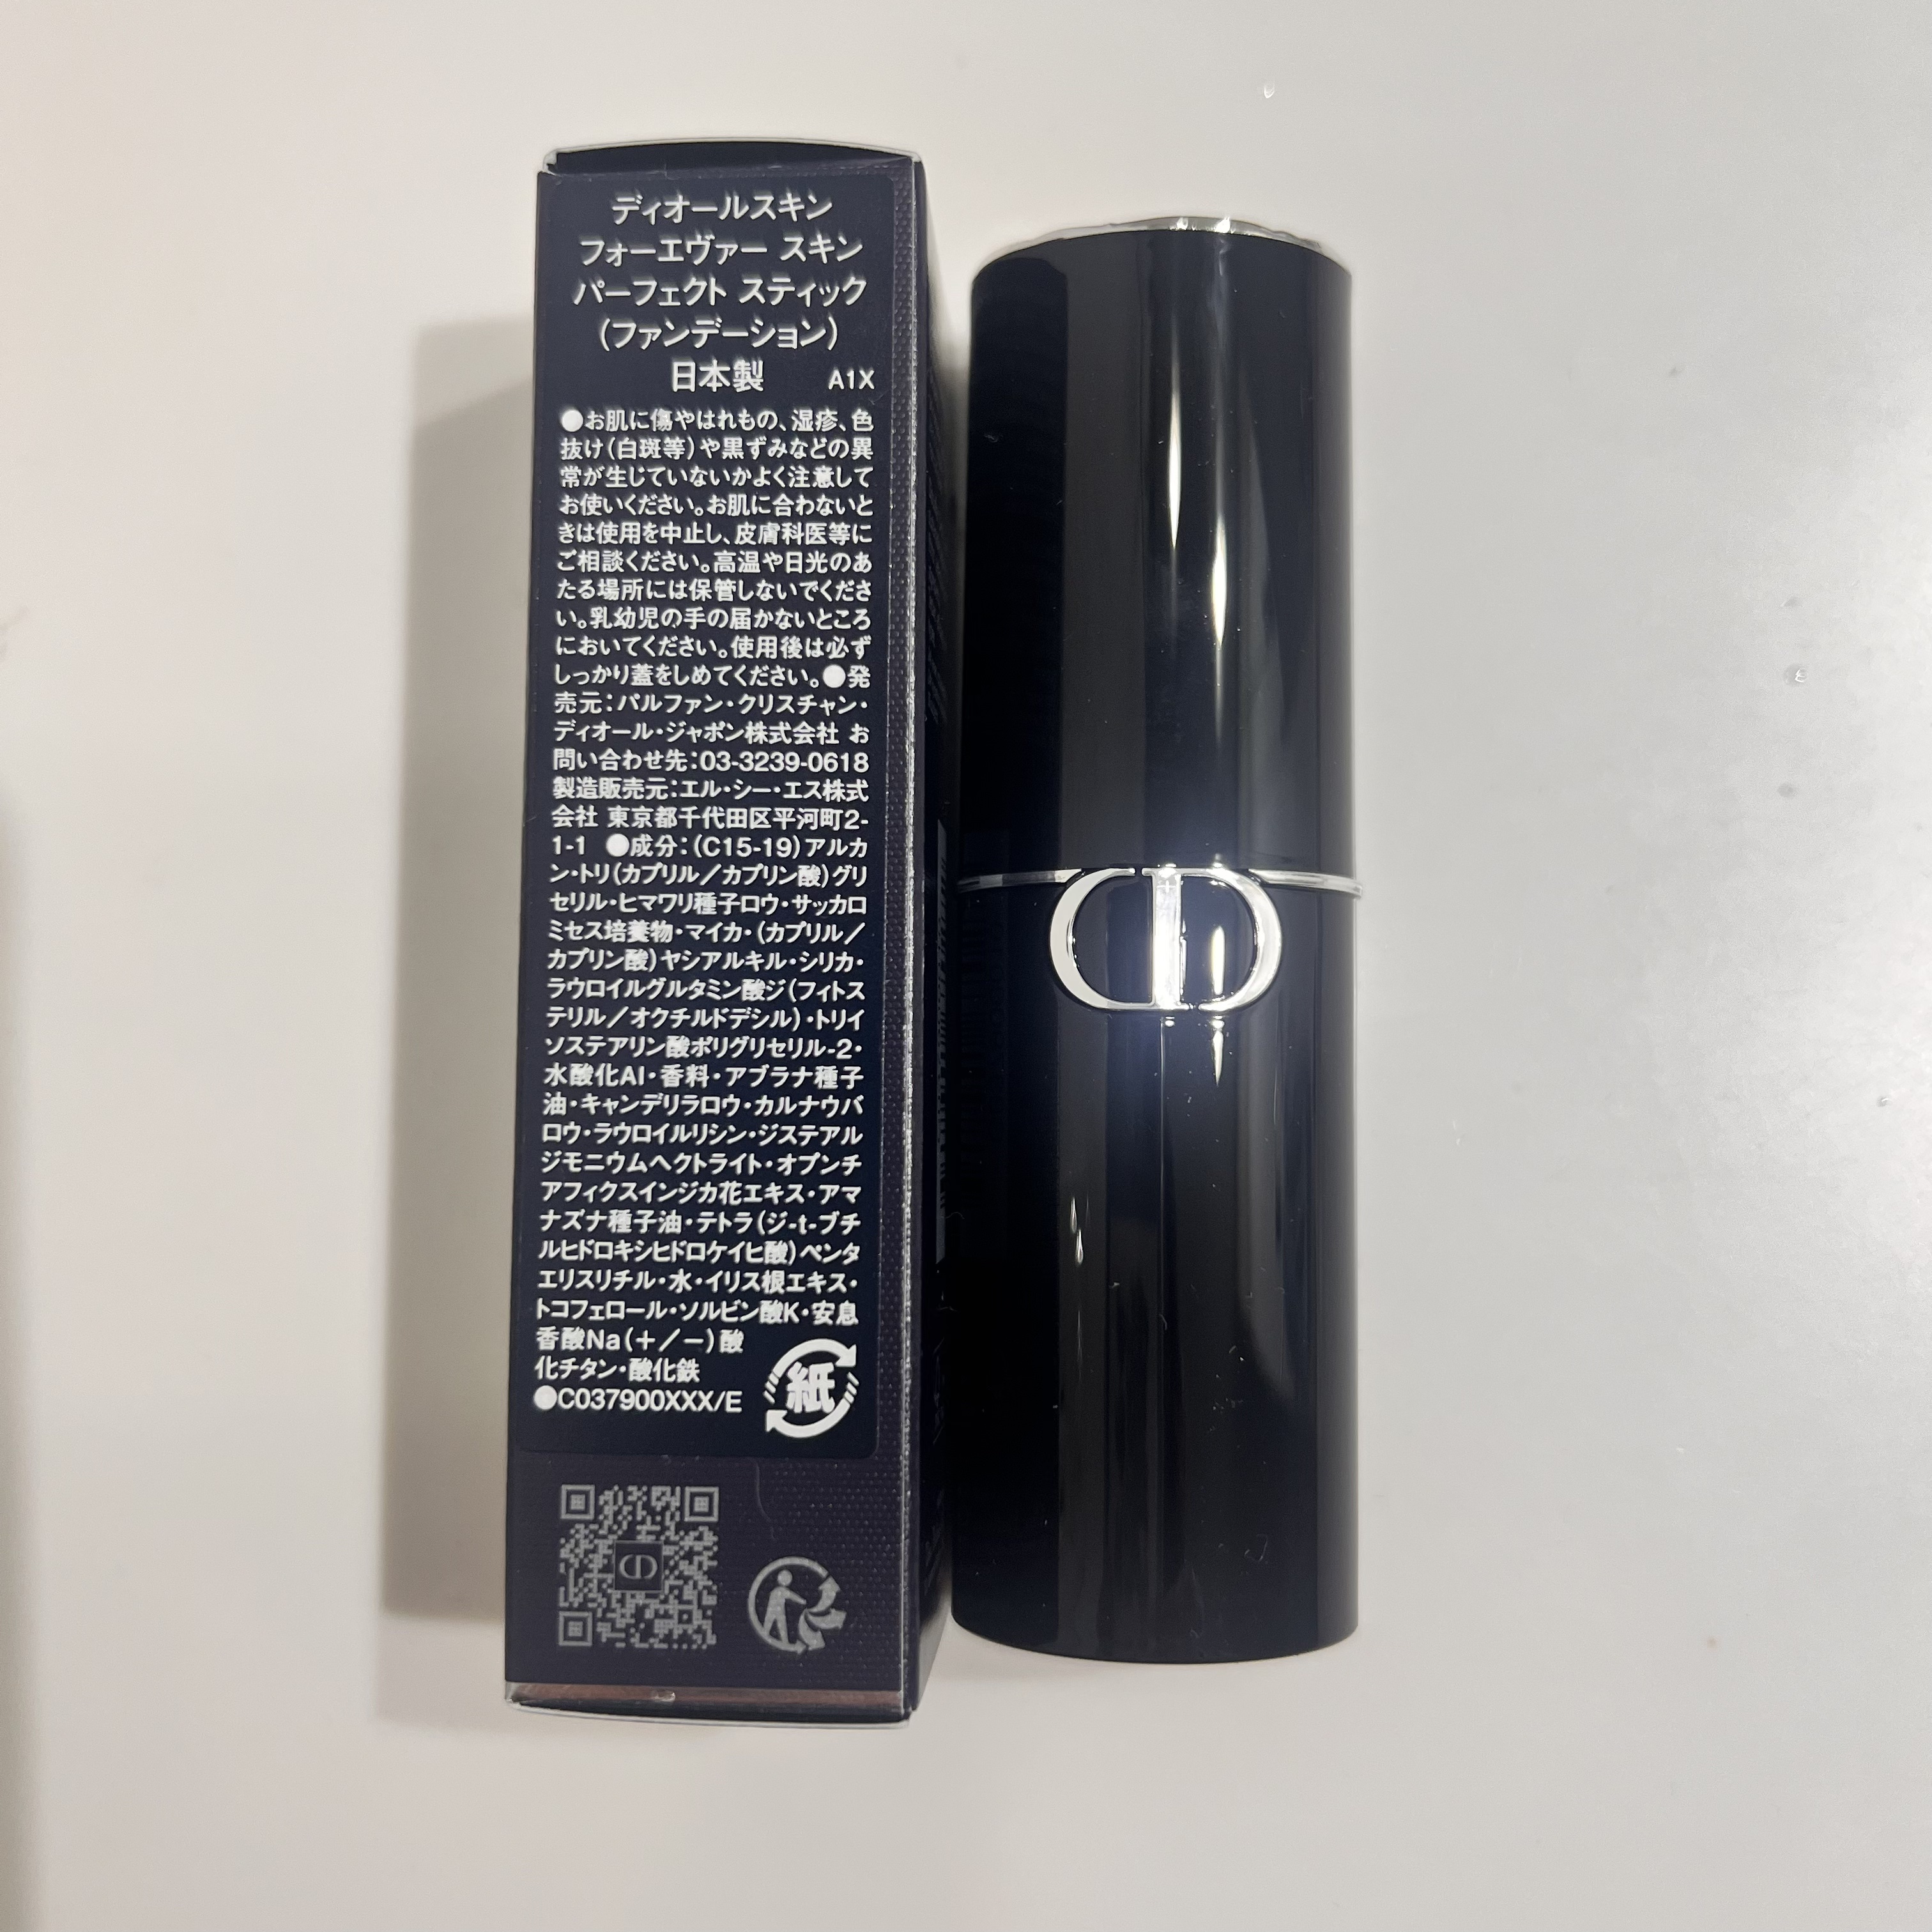 ディオールスキン
フォーエヴァー スキン
パーフェクト スティック
(ファンデーション)
日本製 A1X
●お肌に傷やはれもの、湿疹、色
抜け(白斑等)や黒ずみなどの異
常が生じていないかよく注意して
お使いください。お肌に合わないと
きは使用を中止し、皮膚科医等に
ご相談ください。高温や日光のあ
たる場所には保管しないでくださ
い。乳幼児の手の届かないところ
においてください。使用後は必ず
しっかり蓋をしめてください。●発
売元:パルファン・クリスチャン・
ディオール・ジャポン株式会社 お
問い合わせ先:03-3239-0618
製造販売元:エル・シー・エス株式
会社 東京都千代田区平河町2-
1-1 ●成分:(C15-19)アルカ
ン・トリ(カプリル/カプリン酸)グリ
セリル・ヒマワリ種子ロウ・サッカロ
ミセス培養物・マイカ・(カプリル/
カプリン酸)ヤシアルキル・シリカ・
ラウロイルグルタミン酸ジ(フィトス
テリル/オクチルドデシル)・トリイ
ソステアリン酸ポリグリセリル-2・
水酸化Al・香料・アブラナ種子
油・キャンデリラロウ・カルナウバ
ロウ・ラウロイルリシン・ジステアル
ジモニウムヘクトライト・オプンチ
アフィクスインジカ花エキス・アマ
ナズナ種子油・テトラ(ジ-t-ブチ
ルヒドロキシヒドロケイヒ酸)ペンタ
エリスリチル・水・イリス根エキス・
トコフェロール・ソルビン酸K・安息
香酸Na(+/−)酸
化チタン・酸化鉄
●C037900XXX/E
紙
CD
CD